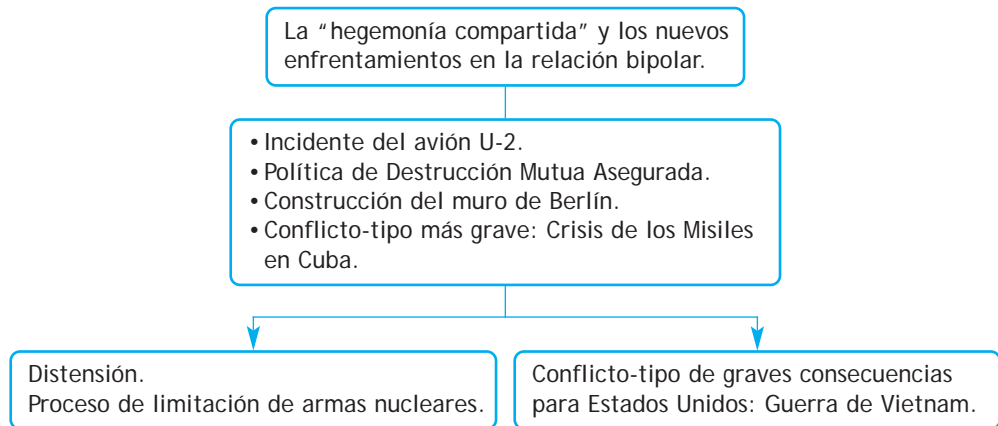 La “hegemonía compartida” y los nuevos
enfrentamientos en la relación bipolar.
• Incidente del avión U-2.
• Política de Destrucción Mutua Asegurada.
• Construcción del muro de Berlín.
• Conflicto-tipo más grave: Crisis de los Misiles
en Cuba.
Distensión.
Proceso de limitación de armas nucleares.
Conflicto-tipo de graves consecuencias
para Estados Unidos: Guerra de Vietnam.